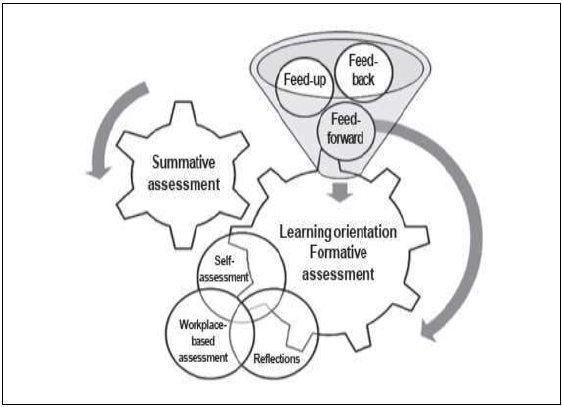 Feed-up
Feed-
back
Feed-
forward
Summative
assessment
Learning orientation
Formative
assessment
Self-
assessment
Workplace-
based
assessment
Reflections